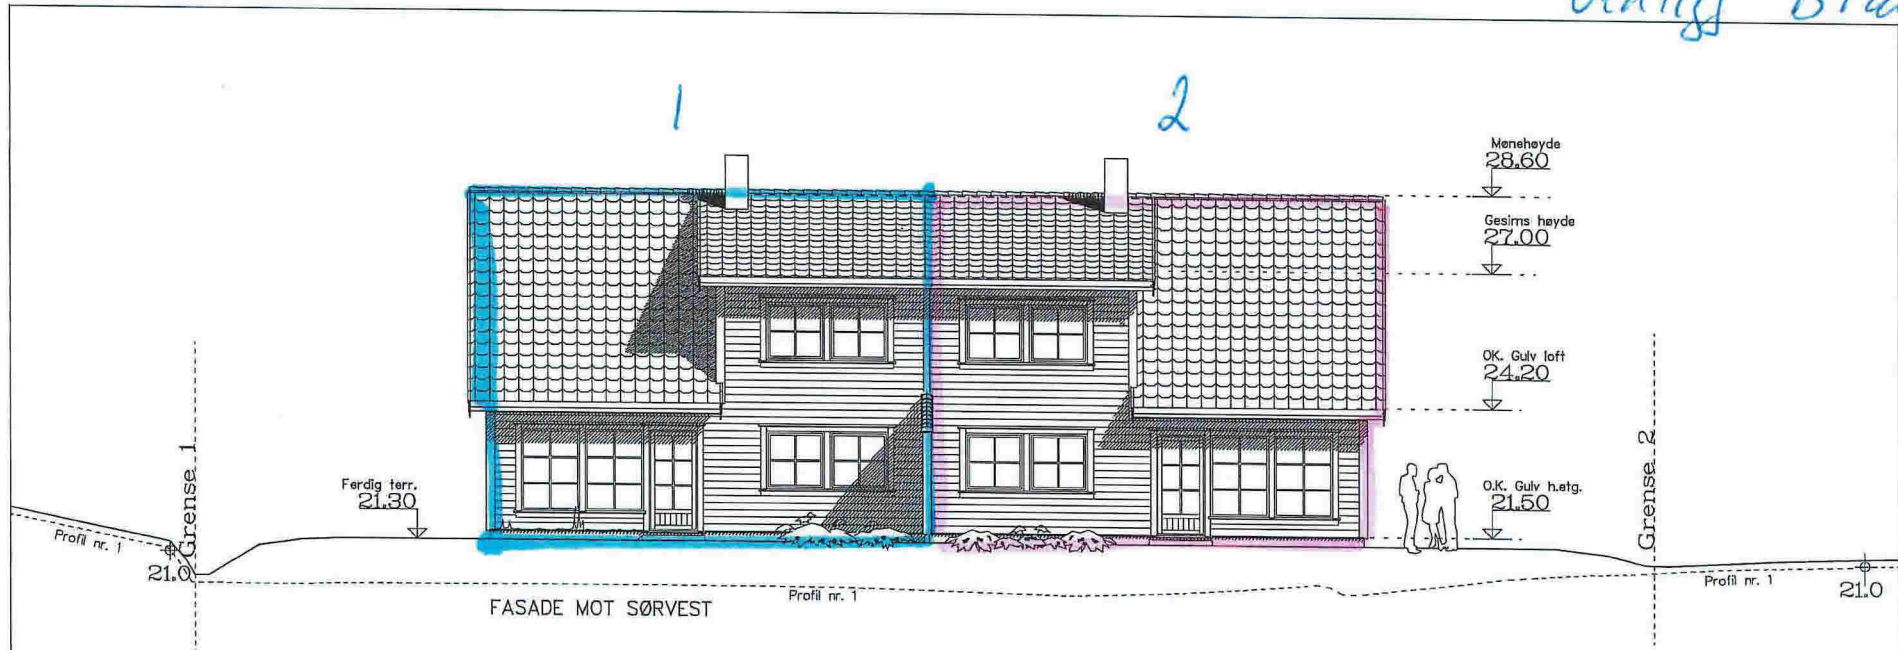 1
2
Mønehøyde
28.60
Gesims høyde
27.00
OK. Gulv loft
24.20
O.K. Gulv h.etg.
21.50
Ferdig terr.
21.30
Grense 1
Grense 2
Profil nr. 1
21.0
Profil nr. 1
Profil nr. 1
21.0
FASADE MOT SØRVEST